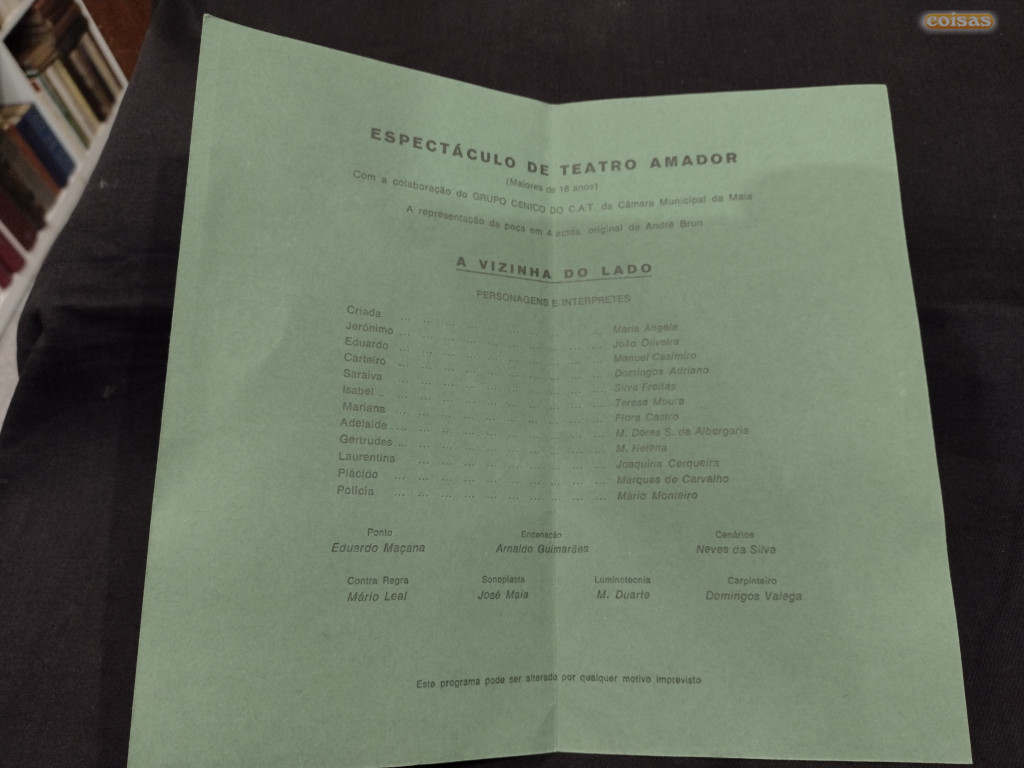 coisas
ESPECTÁCULO DE TEATRO AMADOR
(Maiores de 18 anos)
Com a colaboração do GRUPO CÉNICO DO C.A.T. da Câmara Municipal da Maia
A representação da peça em 4 actos, original de André Brun
A VIZINHA DO LADO
PERSONAGENS E INTÉRPRETES
Criada ... ... ... ... ... ... ... ... ... Maria Angela
Jerónimo ... ... ... ... ... ... ... ... ... João Oliveira
Eduardo ... ... ... ... ... ... ... ... ... Manuel Casimiro
Carteiro ... ... ... ... ... ... ... ... ... Domingos Adriano
Saraiva ... ... ... ... ... ... ... ... ... Silva Freitas
Isabel ... ... ... ... ... ... ... ... ... Teresa Moura
Mariana ... ... ... ... ... ... ... ... ... Flora Castro
Adelaide ... ... ... ... ... ... ... ... ... M. Dores S. de Albergaria
Gertrudes ... ... ... ... ... ... ... ... ... M. Helena
Laurentina ... ... ... ... ... ... ... ... ... Joaquina Cerqueira
Plácido ... ... ... ... ... ... ... ... ... Marques de Carvalho
Polícia ... ... ... ... ... ... ... ... ... Mário Monteiro
Ponto Encenação Cenários
Eduardo Maçana Arnaldo Guimarães Neves da Silva
Contra Regra Sonoplasta Luminotecnia Carpinteiro
Mário Leal José Maia M. Duarte Domingos Valega
Este programa pode ser alterado por qualquer motivo imprevisto